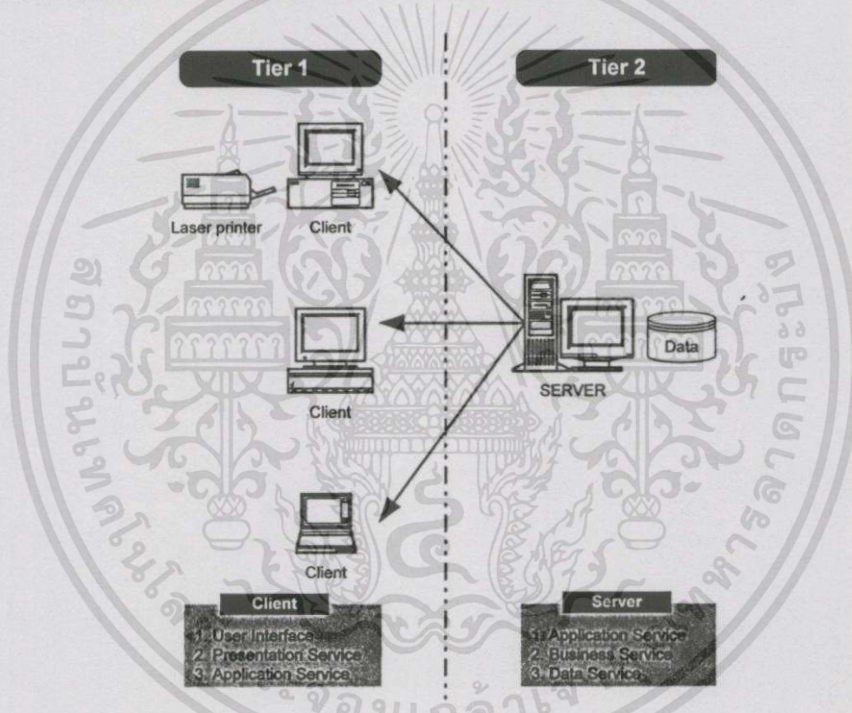 Tier 1
Tier 2
Laser printer
Client
Client
SERVER
Data
Client
Client
1. User Interface
2. Presentation Service
3. Application Service
Server
1. Application Service
2. Business Service
3. Data Service